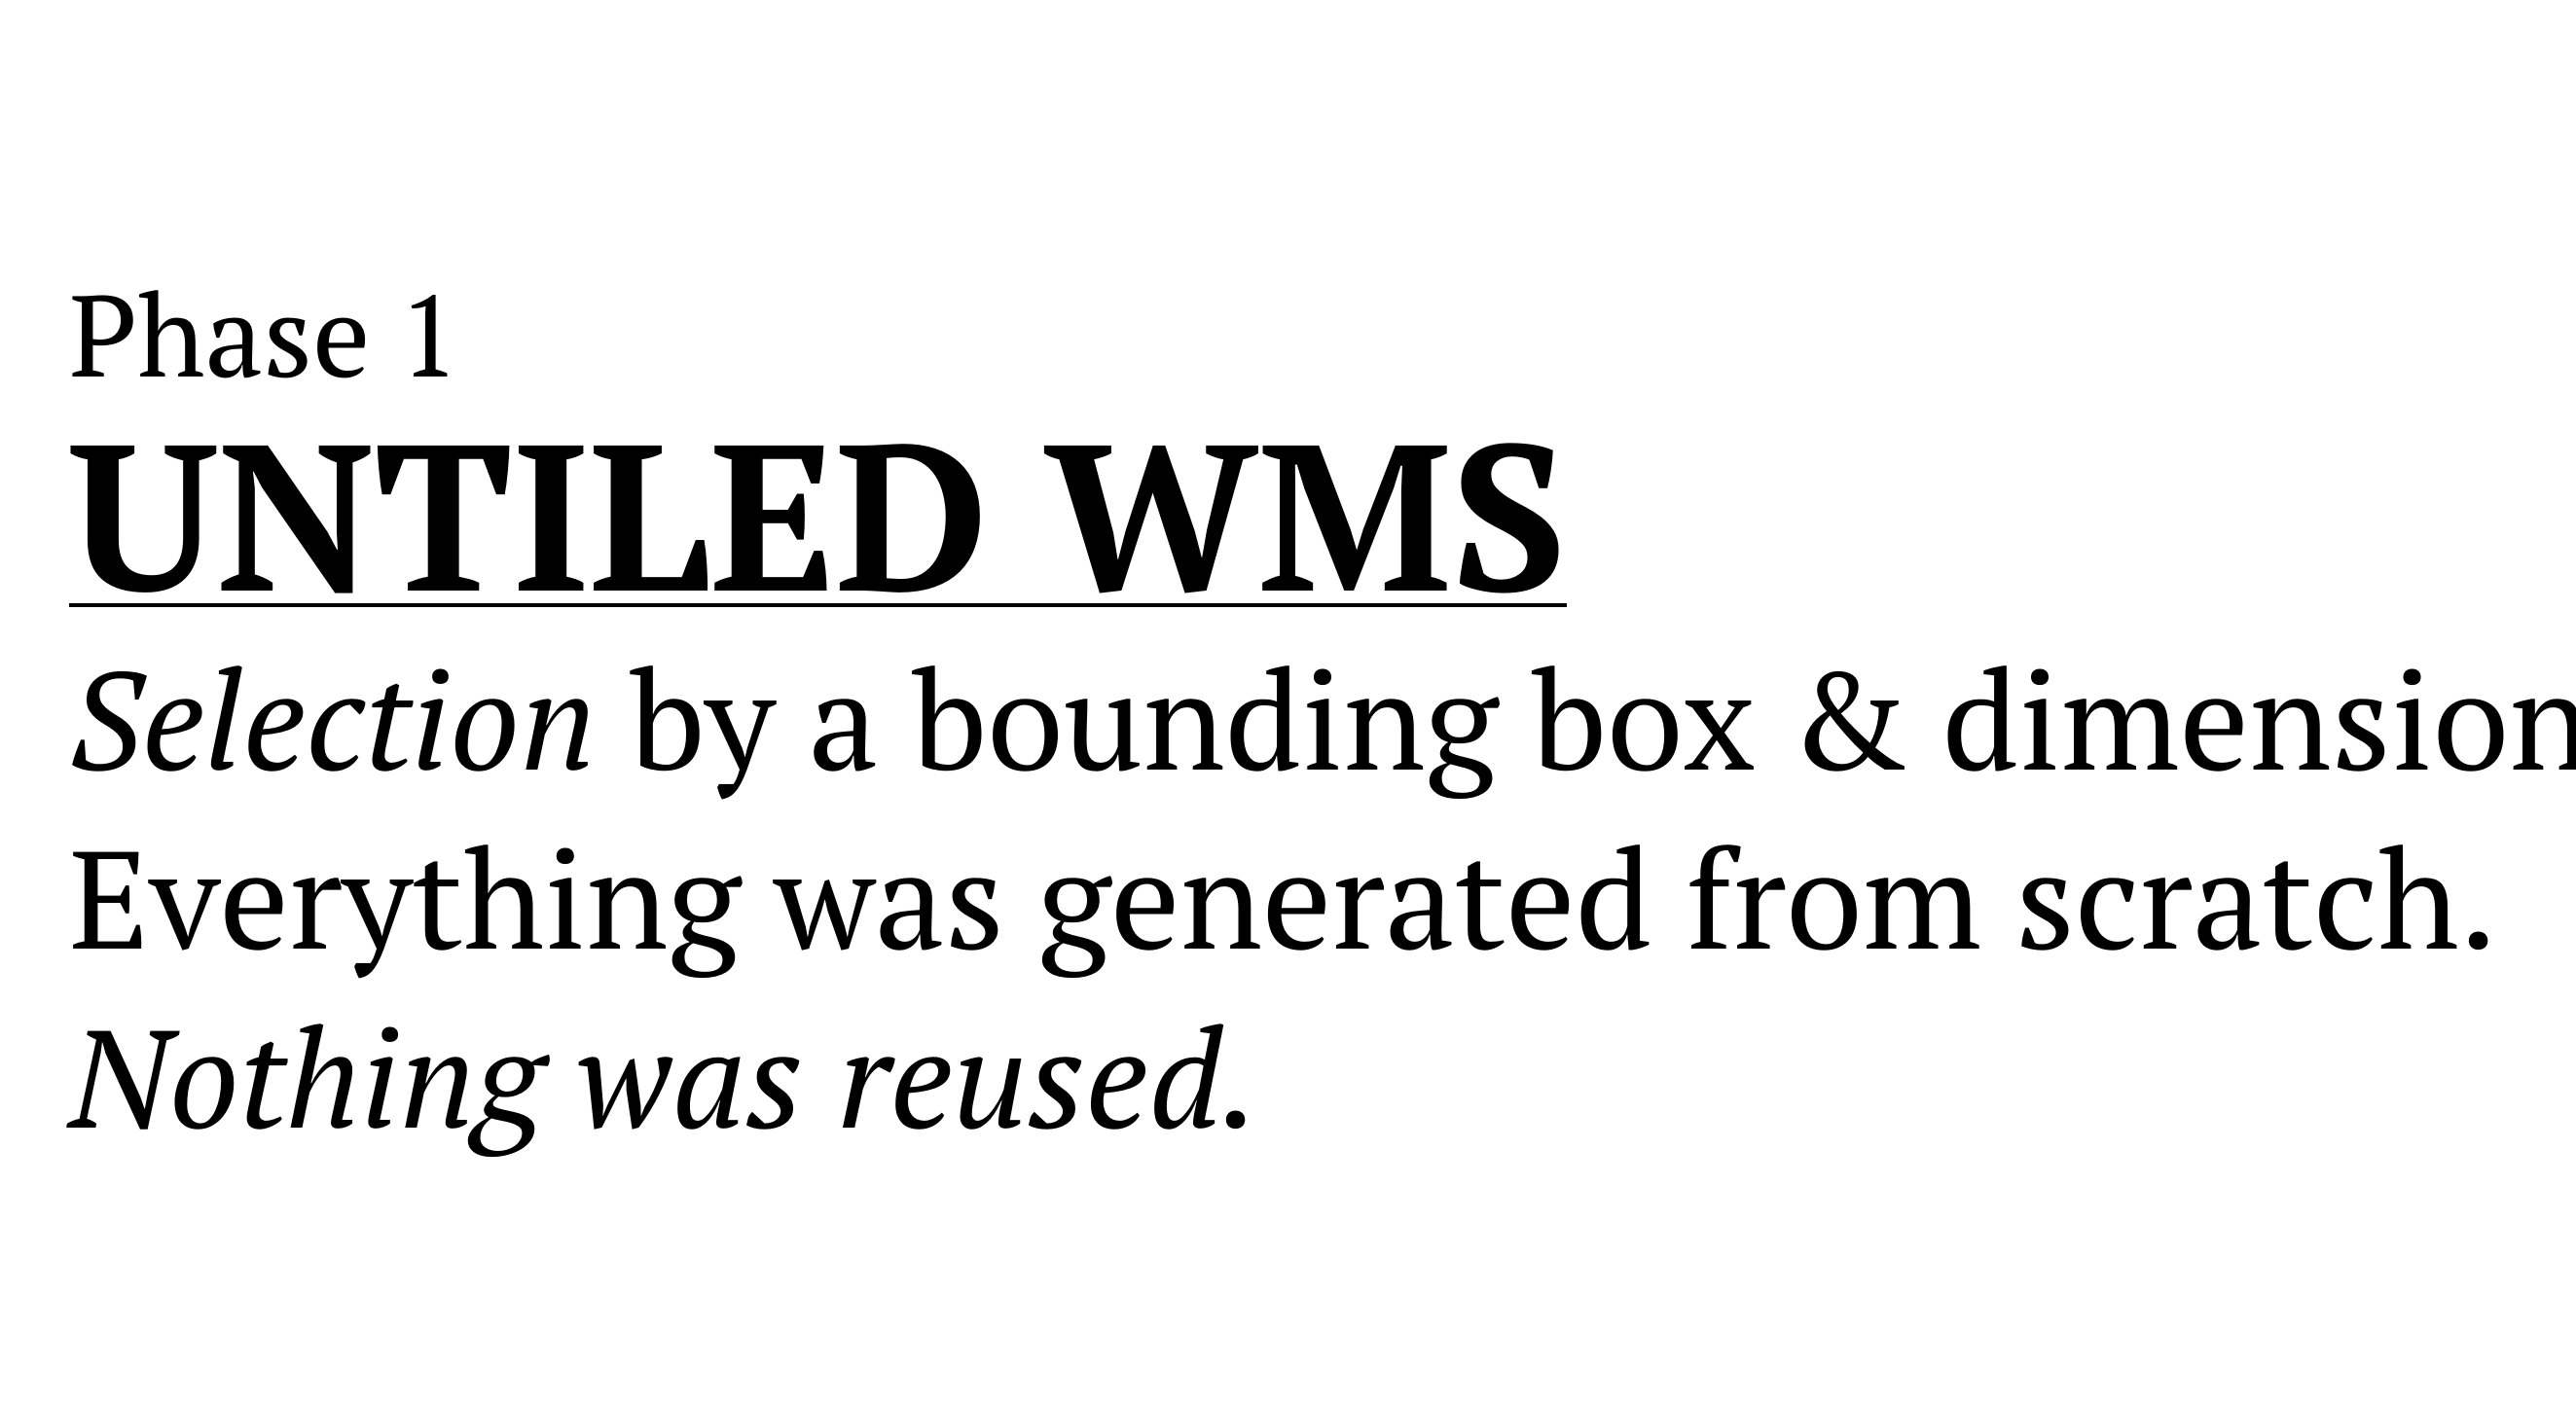 Phase 1
UNTILED WMS
Selection by a bounding box & dimension
Everything was generated from scratch.
Nothing was reused.